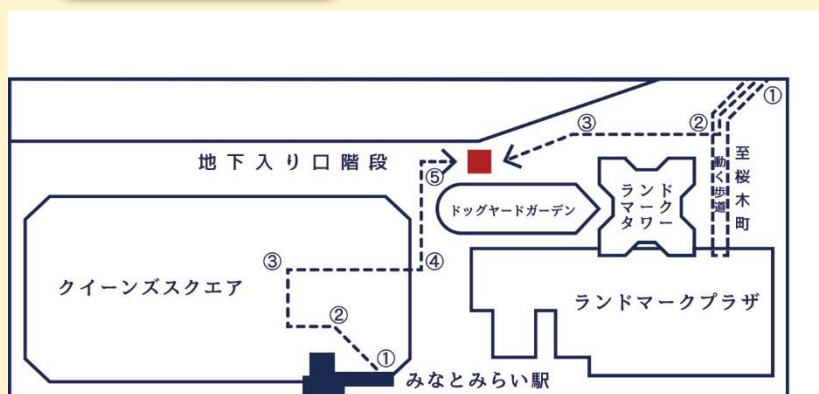 ①
②
③
地下入り口階段
⑤
至桜木町
動く歩道
ランド
マーク
タワー
ドッグヤードガーデン
③
④
クイーンズスクエア
②
ランドマークプラザ
①
みなとみらい駅